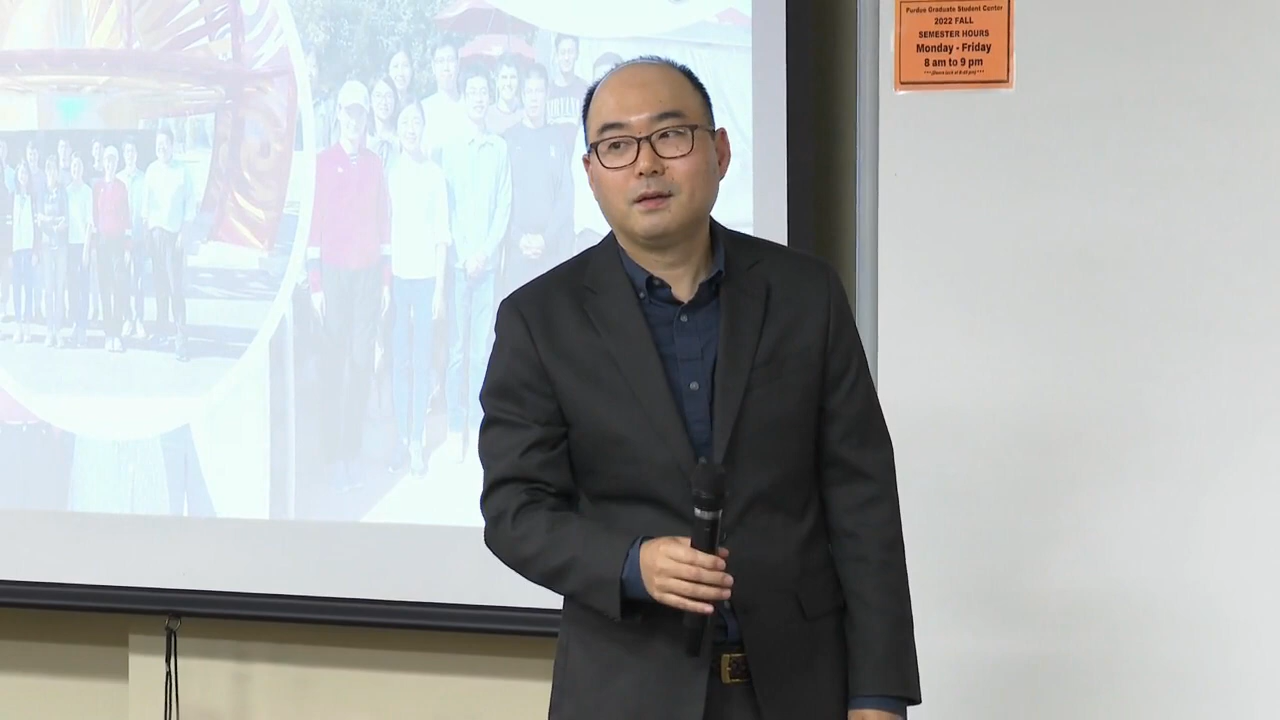 Purdue Graduate Student Center
2022 FALL
SEMESTER HOURS
Monday - Friday
8 am to 9 pm